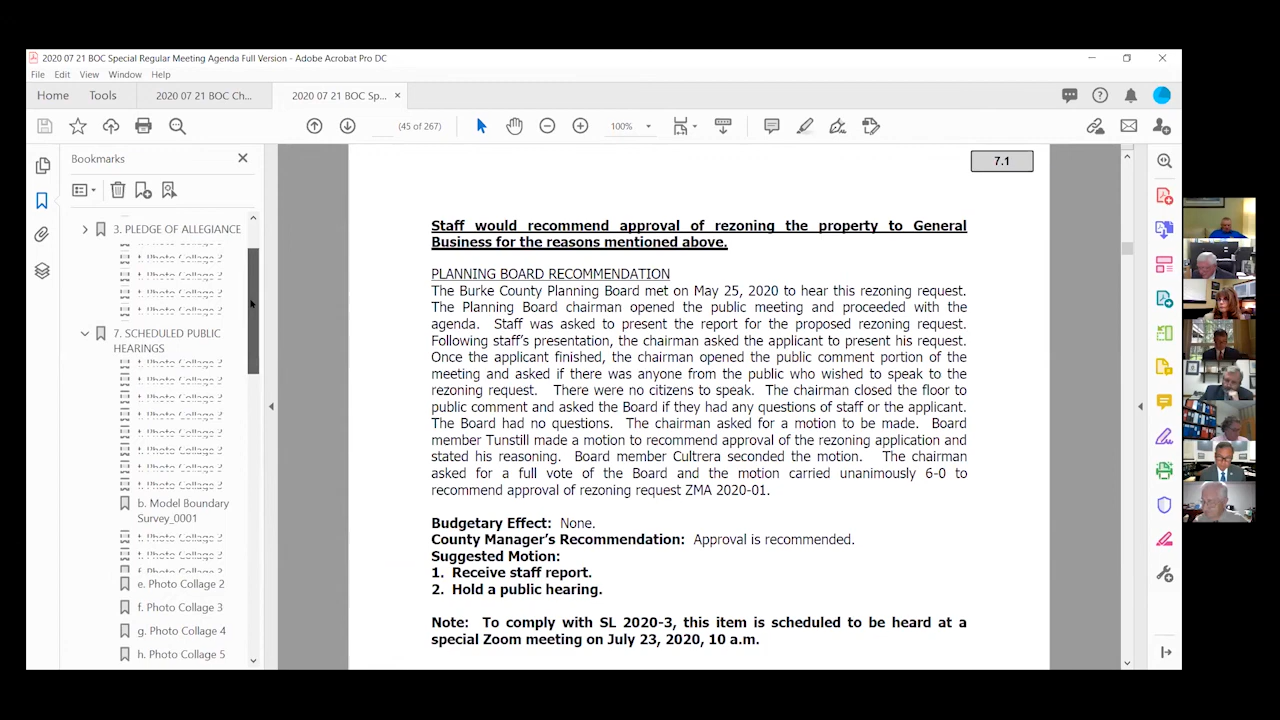 2020 07 21 BOC Special Regular Meeting Agenda Full Version - Adobe Acrobat Pro DC
File Edit View Window Help
Home Tools 2020 07 21 BOC Ch... 2020 07 21 BOC Sp... ×
(45 of 267) 100%
Bookmarks
3. PLEDGE OF ALLEGIANCE
7. SCHEDULED PUBLIC
HEARINGS
b. Model Boundary
Survey_0001
e. Photo Collage 2
f. Photo Collage 3
g. Photo Collage 4
h. Photo Collage 5
7.1
Staff would recommend approval of rezoning the property to General
Business for the reasons mentioned above.
PLANNING BOARD RECOMMENDATION
The Burke County Planning Board met on May 25, 2020 to hear this rezoning request.
The Planning Board chairman opened the public meeting and proceeded with the
agenda. Staff was asked to present the report for the proposed rezoning request.
Following staff's presentation, the chairman asked the applicant to present his request.
Once the applicant finished, the chairman opened the public comment portion of the
meeting and asked if there was anyone from the public who wished to speak to the
rezoning request. There were no citizens to speak. The chairman closed the floor to
public comment and asked the Board if they had any questions of staff or the applicant.
The Board had no questions. The chairman asked for a motion to be made. Board
member Tunstill made a motion to recommend approval of the rezoning application and
stated his reasoning. Board member Cultrera seconded the motion. The chairman
asked for a full vote of the Board and the motion carried unanimously 6-0 to
recommend approval of rezoning request ZMA 2020-01.
Budgetary Effect: None.
County Manager's Recommendation: Approval is recommended.
Suggested Motion:
1. Receive staff report.
2. Hold a public hearing.
Note: To comply with SL 2020-3, this item is scheduled to be heard at a
special Zoom meeting on July 23, 2020, 10 a.m.